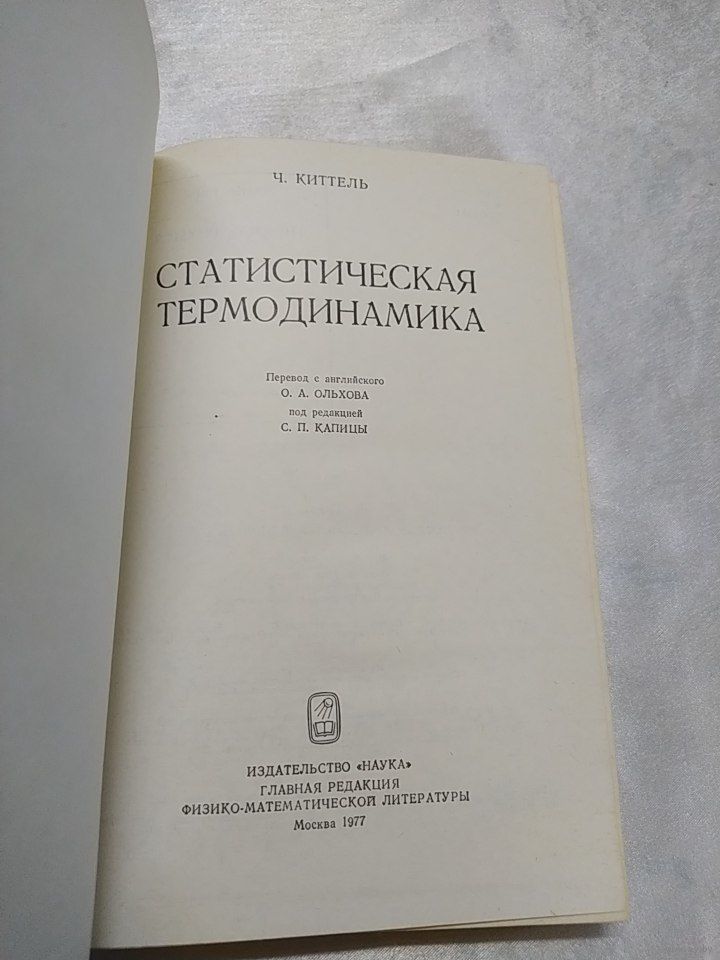 Ч. КИТТЕЛЬ
СТАТИСТИЧЕСКАЯ
ТЕРМОДИНАМИКА
Перевод с английского
О. А. ОЛЬХОВА
под редакцией
С. П. КАПИЦЫ
ИЗДАТЕЛЬСТВО «НАУКА»
ГЛАВНАЯ РЕДАКЦИЯ
ФИЗИКО-МАТЕМАТИЧЕСКОЙ ЛИТЕРАТУРЫ
Москва 1977